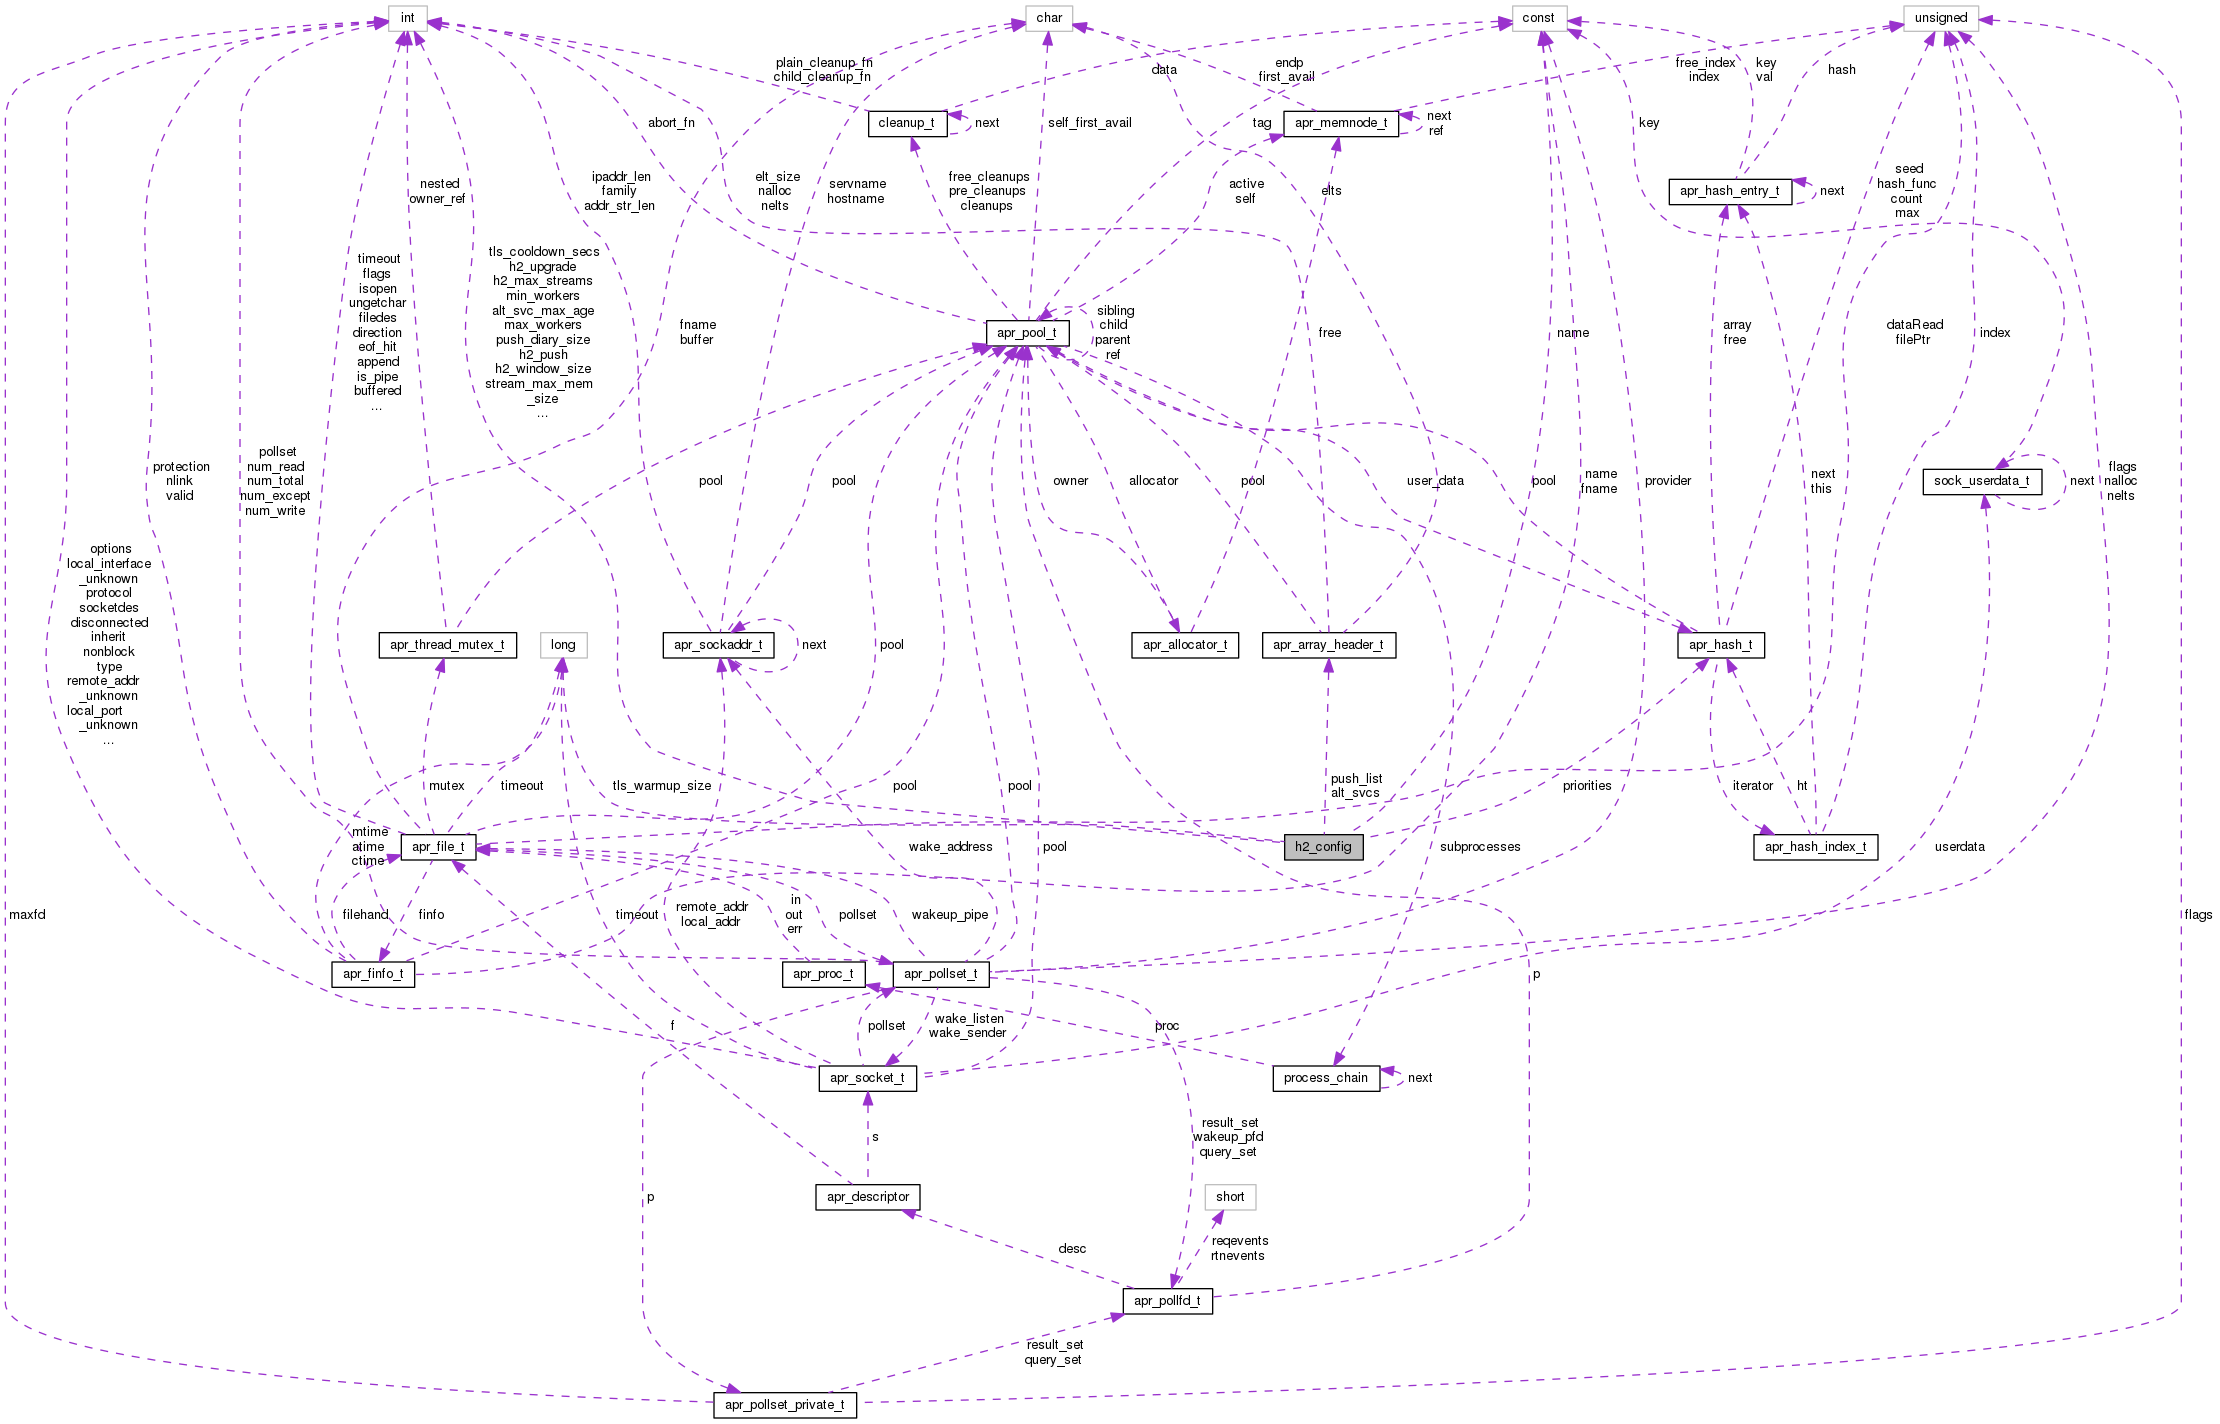 int
char
const
unsigned
plain_cleanup_fn
child_cleanup_fn
data
endp
first_avail
free_index
index
key
val
hash
cleanup_t
next
apr_memnode_t
next
ref
abort_fn
self_first_avail
tag
key
nested
owner_ref
ipaddr_len
family
addr_str_len
elt_size
nalloc
nelts
servname
hostname
free_cleanups
pre_cleanups
cleanups
active
self
elts
apr_hash_entry_t
next
seed
hash_func
count
max
timeout
flags
isopen
ungetchar
filedes
direction
eof_hit
append
is_pipe
buffered
...
tls_cooldown_secs
h2_upgrade
h2_max_streams
min_workers
alt_svc_max_age
max_workers
push_diary_size
h2_push
h2_window_size
stream_max_mem
_size
...
fname
buffer
apr_pool_t
sibling
child
parent
ref
free
name
array
free
dataRead
filePtr
index
protection
nlink
valid
pollset
num_read
num_total
num_except
num_write
pool
pool
owner
allocator
pool
user_data
pool
name
fname
provider
next
this
sock_userdata_t
next
flags
nalloc
nelts
options
local_interface
_unknown
protocol
socketdes
disconnected
inherit
nonblock
type
remote_addr
_unknown
local_port
_unknown
...
apr_thread_mutex_t
long
apr_sockaddr_t
next
pool
apr_allocator_t
apr_array_header_t
apr_hash_t
mutex
timeout
tls_warmup_size
pool
pool
push_list
alt_svcs
priorities
iterator
ht
mtime
atime
ctime
apr_file_t
wake_address
pool
h2_config
subprocesses
apr_hash_index_t
userdata
maxfd
filehand
finfo
timeout
remote_addr
local_addr
in
out
err
pollset
wakeup_pipe
flags
apr_finfo_t
apr_proc_t
apr_pollset_t
p
f
pollset
wake_listen
wake_sender
proc
apr_socket_t
process_chain
next
s
result_set
wakeup_pfd
query_set
p
apr_descriptor
short
desc
reqevents
rtnevents
apr_pollfd_t
result_set
query_set
apr_pollset_private_t